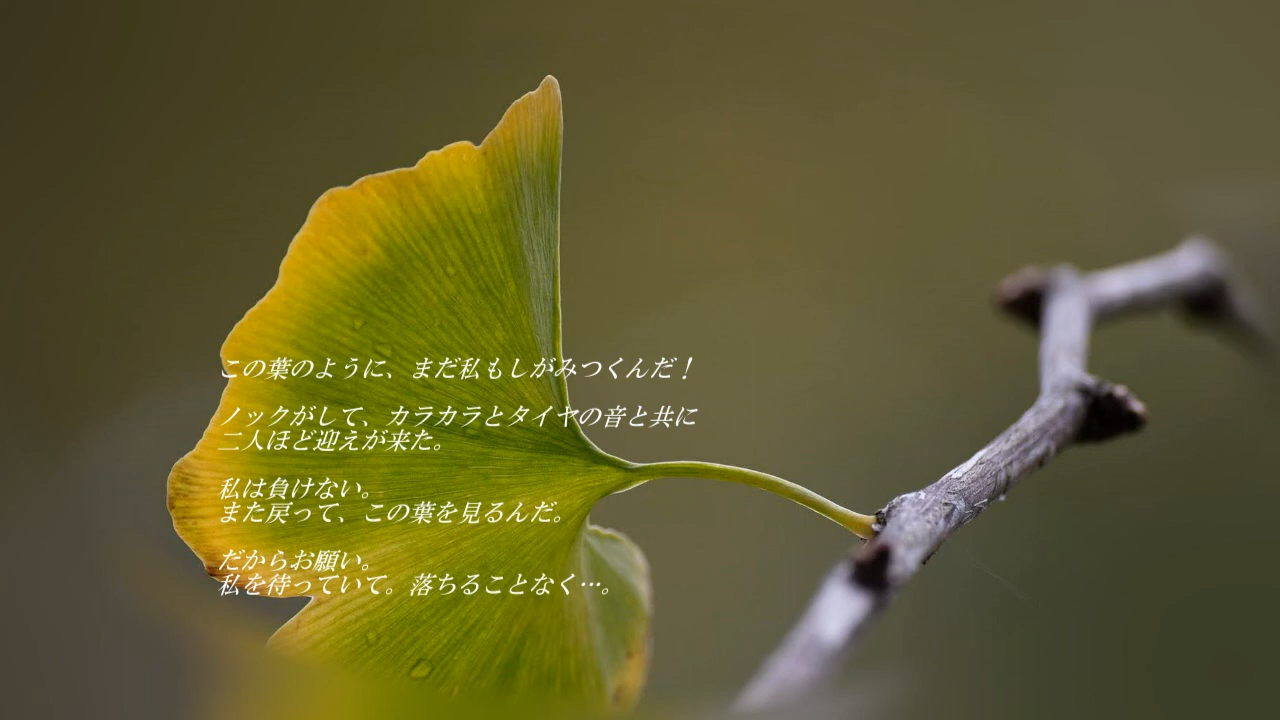 この葉のように、まだ私もしがみつくんだ！
ノックがして、カラカラとタイヤの音と共に
二人ほど迎えが来た。
私は負けない。
また戻って、この葉を見るんだ。
だからお願い。
私を待っていて。落ちることなく…。